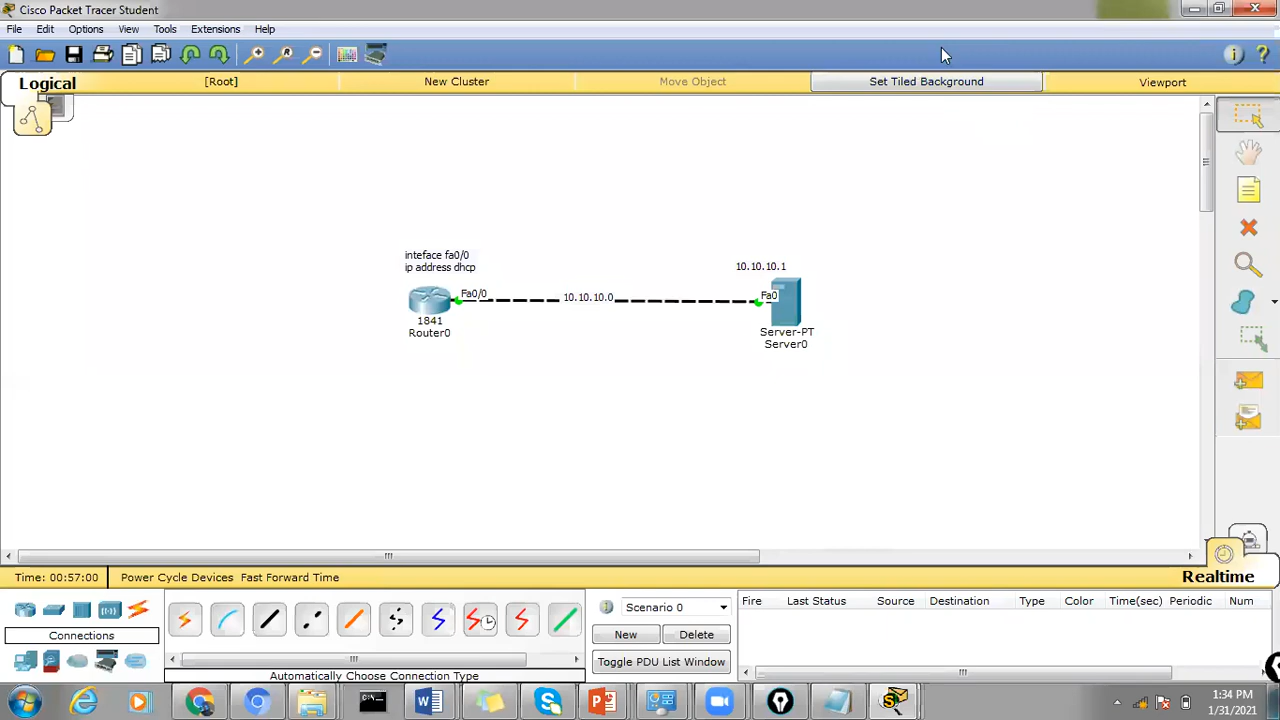 Cisco Packet Tracer Student
File Edit Options View Tools Extensions Help
Logical [Root] New Cluster Move Object Set Tiled Background Viewport
inteface fa0/0
ip address dhcp
10.10.10.1
Fa0/0 10.10.10.0 Fa0
1841
Router0
Server-PT
Server0
Time: 00:57:00 Power Cycle Devices Fast Forward Time Realtime
Scenario 0 Fire Last Status Source Destination Type Color Time(sec) Periodic Num
Connections New Delete
Toggle PDU List Window
Automatically Choose Connection Type
1:34 PM
1/31/2021